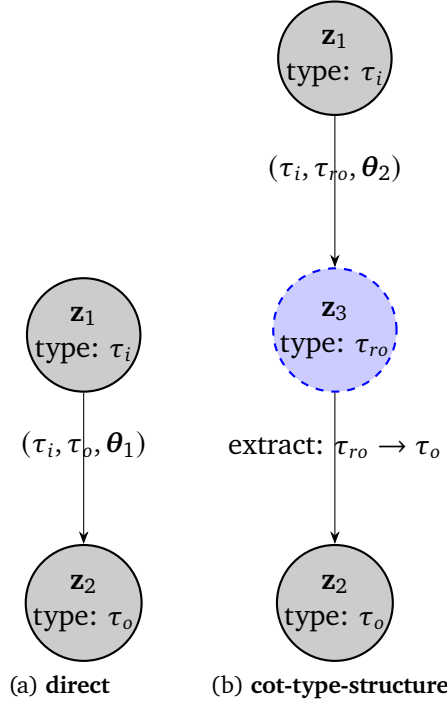 z₁
type: τᵢ
(τᵢ, τₒ, θ₁)
z₂
type: τₒ
(a) direct
z₁
type: τᵢ
(τᵢ, τᵣₒ, θ₂)
z₃
type: τᵣₒ
extract: τᵣₒ → τₒ
z₂
type: τₒ
(b) cot-type-structure